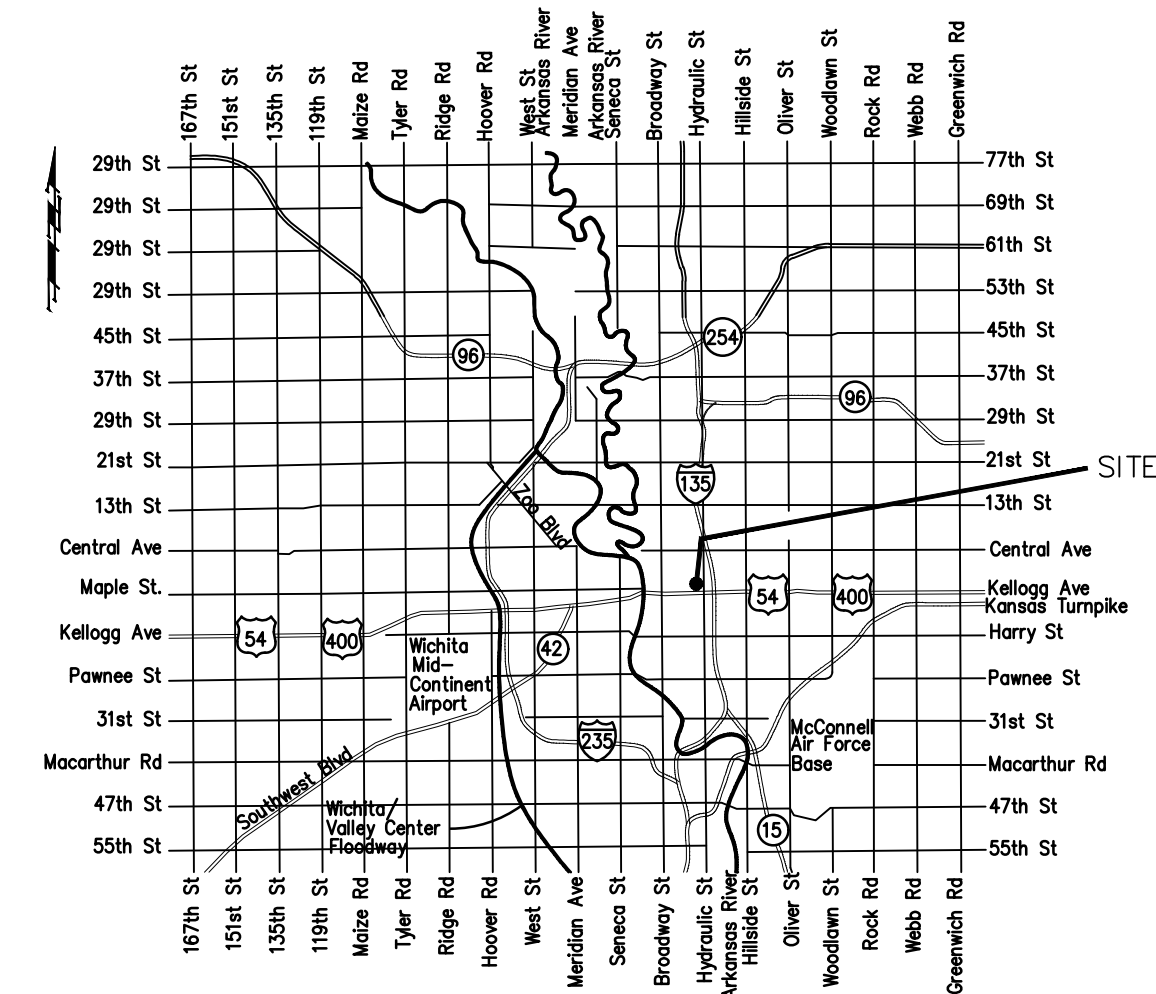 167th St
151st St
135th St
119th St
Maize Rd
Tyler Rd
Ridge Rd
Hoover Rd
West St
Arkansas River
Meridian Ave
Arkansas River
Seneca St
Broadway St
Hydraulic St
Hillside St
Oliver St
Woodlawn St
Rock Rd
Webb Rd
Greenwich Rd
29th St
29th St
29th St
29th St
45th St
37th St
29th St
21st St
13th St
Central Ave
Maple St.
Kellogg Ave
Pawnee St
31st St
Macarthur Rd
47th St
55th St
77th St
69th St
61th St
53th St
45th St
37th St
29th St
21st St
13th St
Central Ave
Kellogg Ave
Kansas Turnpike
Harry St
Pawnee St
31st St
Macarthur Rd
47th St
55th St
SITE
96
254
96
135
Zoo Blvd
54
400
54
400
42
Wichita
Mid-
Continent
Airport
235
McConnell
Air Force
Base
Southwest Blvd
Wichita/
Valley Center
Floodway
15
167th St
151st St
135th St
119th St
Maize Rd
Tyler Rd
Ridge Rd
Hoover Rd
West St
Meridian Ave
Seneca St
Broadway St
Hydraulic St
Arkansas River
Hillside St
Oliver St
Woodlawn St
Rock Rd
Webb Rd
Greenwich Rd